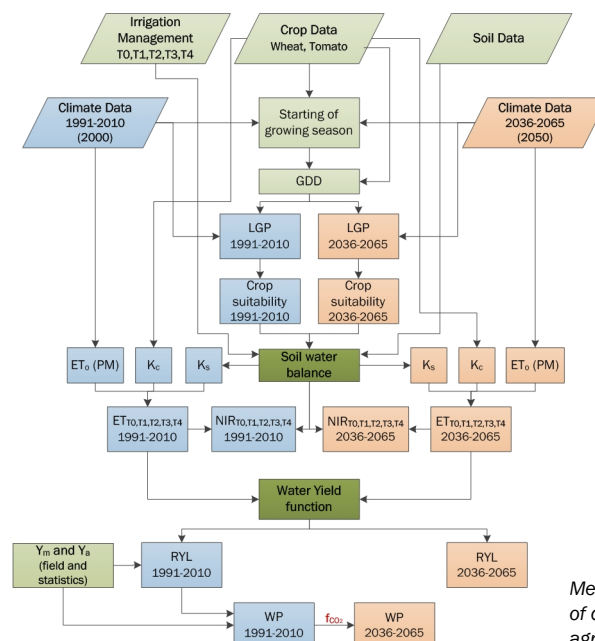 Irrigation
Management
T0,T1,T2,T3,T4
Crop Data
Wheat, Tomato
Soil Data
Climate Data
1991-2010
(2000)
Starting of
growing season
Climate Data
2036-2065
(2050)
GDD
LGP
1991-2010
LGP
2036-2065
Crop
suitability
1991-2010
Crop
suitability
2036-2065
ETo (PM)
Kc
Ks
Soil water
balance
Ks
Kc
ETo (PM)
ETT0,T1,T2,T3,T4
1991-2010
NIRT0,T1,T2,T3,T4
1991-2010
NIRT0,T1,T2,T3,T4
2036-2065
ETT0,T1,T2,T3,T4
2036-2065
Water Yield
function
Ym and Ya
(field and
statistics)
RYL
1991-2010
RYL
2036-2065
WP
1991-2010
fCO2
WP
2036-2065
Me
of c
agr